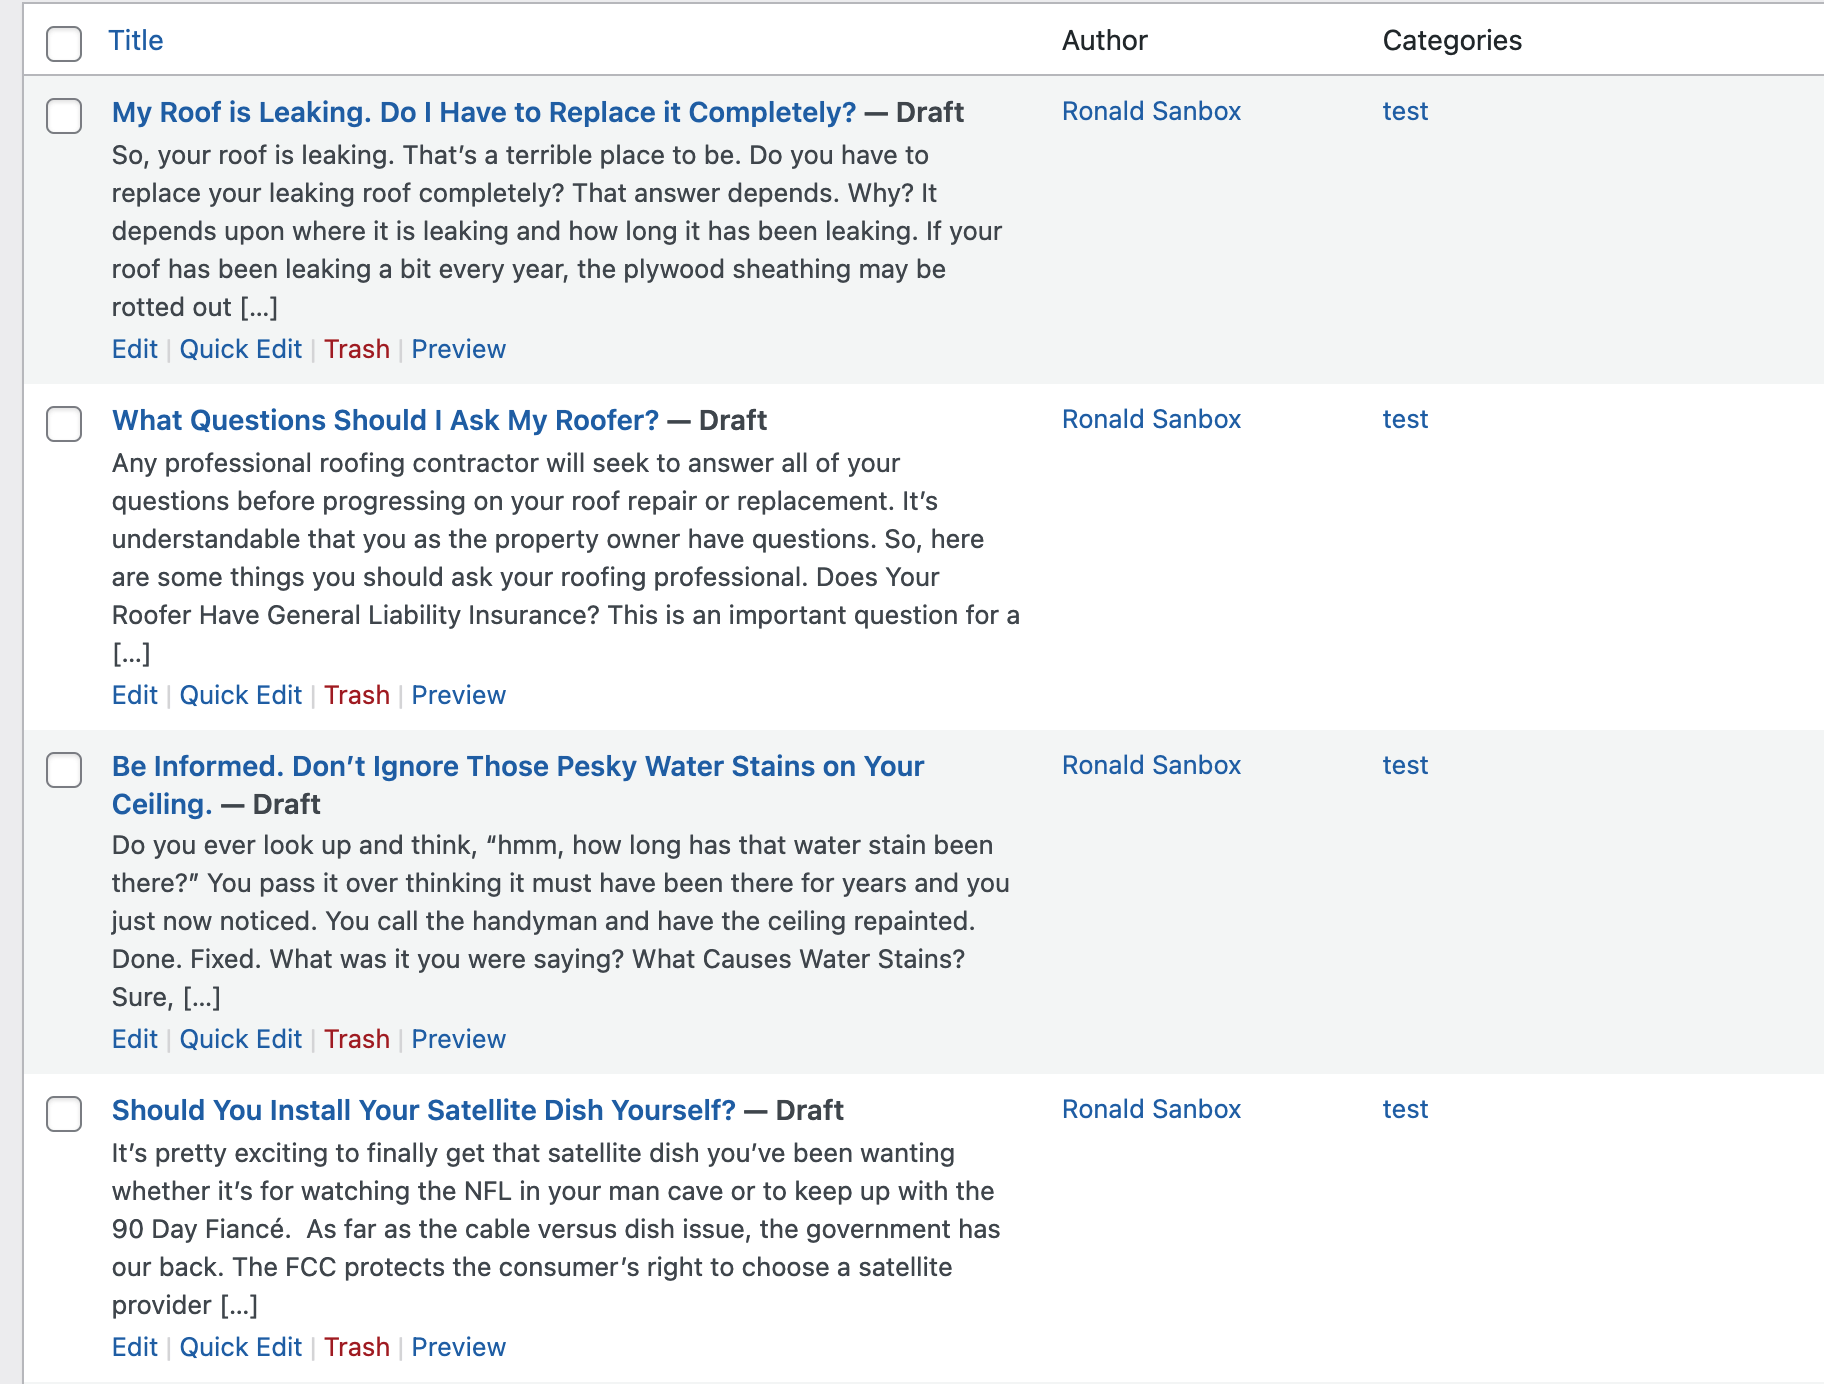 Title Author Categories
My Roof is Leaking. Do I Have to Replace it Completely? — Draft Ronald Sanbox test
So, your roof is leaking. That’s a terrible place to be. Do you have to
replace your leaking roof completely? That answer depends. Why? It
depends upon where it is leaking and how long it has been leaking. If your
roof has been leaking a bit every year, the plywood sheathing may be
rotted out […]
Edit | Quick Edit | Trash | Preview
What Questions Should I Ask My Roofer? — Draft Ronald Sanbox test
Any professional roofing contractor will seek to answer all of your
questions before progressing on your roof repair or replacement. It’s
understandable that you as the property owner have questions. So, here
are some things you should ask your roofing professional. Does Your
Roofer Have General Liability Insurance? This is an important question for a
[…]
Edit | Quick Edit | Trash | Preview
Be Informed. Don’t Ignore Those Pesky Water Stains on Your Ronald Sanbox test
Ceiling. — Draft
Do you ever look up and think, “hmm, how long has that water stain been
there?” You pass it over thinking it must have been there for years and you
just now noticed. You call the handyman and have the ceiling repainted.
Done. Fixed. What was it you were saying? What Causes Water Stains?
Sure, […]
Edit | Quick Edit | Trash | Preview
Should You Install Your Satellite Dish Yourself? — Draft Ronald Sanbox test
It’s pretty exciting to finally get that satellite dish you’ve been wanting
whether it’s for watching the NFL in your man cave or to keep up with the
90 Day Fiancé.  As far as the cable versus dish issue, the government has
our back. The FCC protects the consumer’s right to choose a satellite
provider […]
Edit | Quick Edit | Trash | Preview